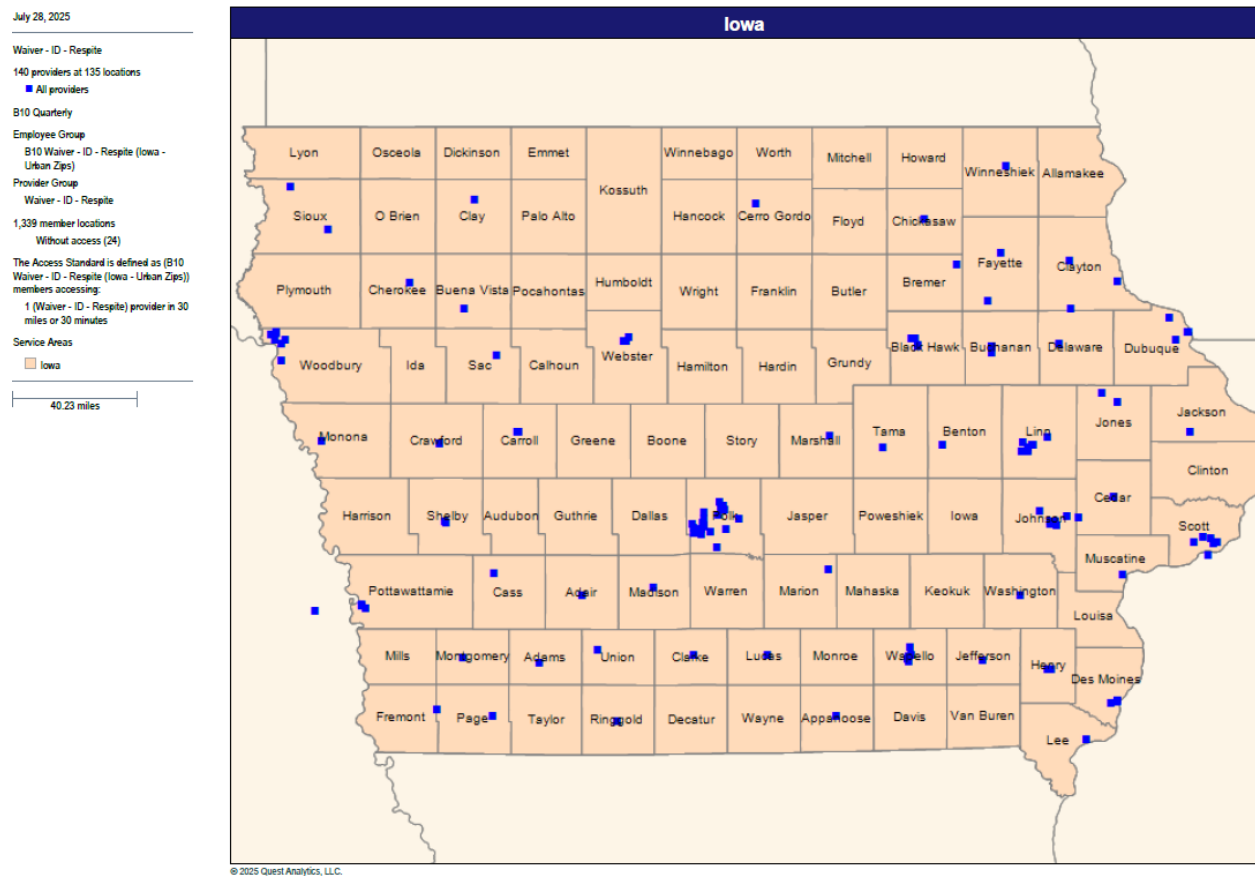 July 28, 2025
Waiver - ID - Respite
140 providers at 135 locations
All providers
B10 Quarterly
Employee Group
B10 Waiver - ID - Respite (Iowa -
Urban Zips)
Provider Group
Waiver - ID - Respite
1,339 member locations
Without access (24)
The Access Standard is defined as (B10
Waiver - ID - Respite (Iowa - Urban Zips))
members accessing:
1 (Waiver - ID - Respite) provider in 30
miles or 30 minutes
Service Areas
Iowa
40.23 miles
Iowa
Lyon
Osceola
Dickinson
Emmet
Kossuth
Winnebago
Worth
Mitchell
Howard
Winneshiek
Allamakee
Sioux
O Brien
Clay
Palo Alto
Hancock
Cerro Gordo
Floyd
Chickasaw
Fayette
Clayton
Plymouth
Cherokee
Buena Vista
Pocahontas
Humboldt
Wright
Franklin
Butler
Bremer
Woodbury
Ida
Sac
Calhoun
Webster
Hamilton
Hardin
Grundy
Black Hawk
Buchanan
Delaware
Dubuque
Monona
Crawford
Carroll
Greene
Boone
Story
Marshall
Tama
Benton
Linn
Jones
Jackson
Clinton
Harrison
Shelby
Audubon
Guthrie
Dallas
Polk
Jasper
Poweshiek
Iowa
Johnson
Cedar
Scott
Muscatine
Pottawattamie
Cass
Adair
Madison
Warren
Marion
Mahaska
Keokuk
Washington
Louisa
Mills
Montgomery
Adams
Union
Clarke
Lucas
Monroe
Wapello
Jefferson
Henry
Des Moines
Fremont
Page
Taylor
Ringgold
Decatur
Wayne
Appanoose
Davis
Van Buren
Lee
© 2025 Quest Analytics, LLC.